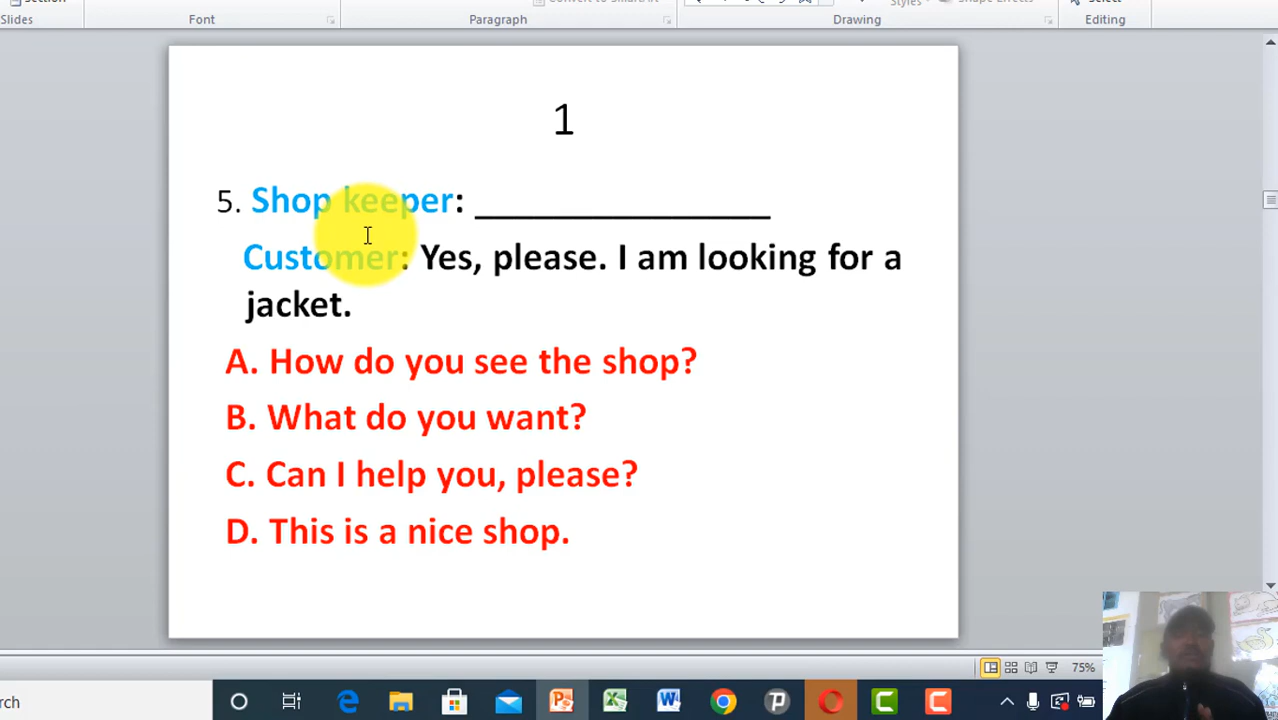 Slides
Font
Paragraph
Drawing
Editing
1
5. Shop keeper: ________________
Customer: Yes, please. I am looking for a
jacket.
A. How do you see the shop?
B. What do you want?
C. Can I help you, please?
D. This is a nice shop.
75%
rch